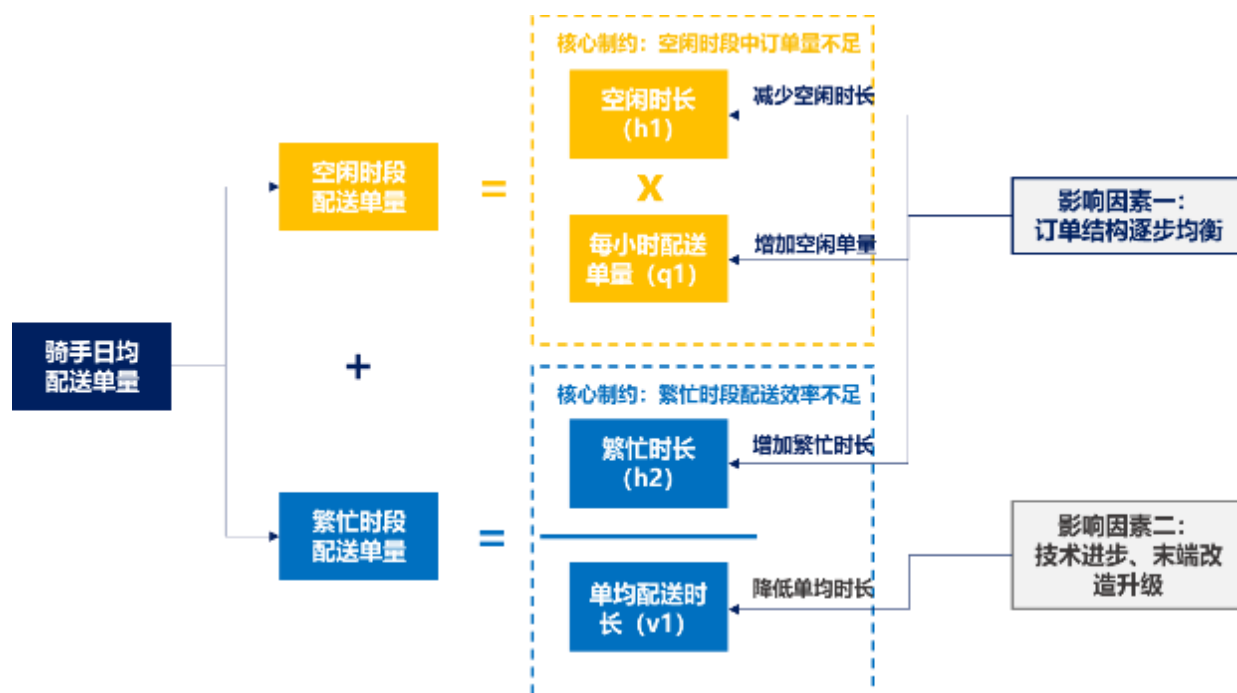 核心制约：空闲时段中订单量不足
空闲时长
（h1）
减少空闲时长
空闲时段
配送单量
=
X
每小时配送
单量（q1）
增加空闲单量
影响因素一：
订单结构逐步均衡
骑手日均
配送单量
+
核心制约：繁忙时段配送效率不足
繁忙时长
（h2）
增加繁忙时长
繁忙时段
配送单量
=
单均配送时
长（v1）
降低单均时长
影响因素二：
技术进步、末端改
造升级